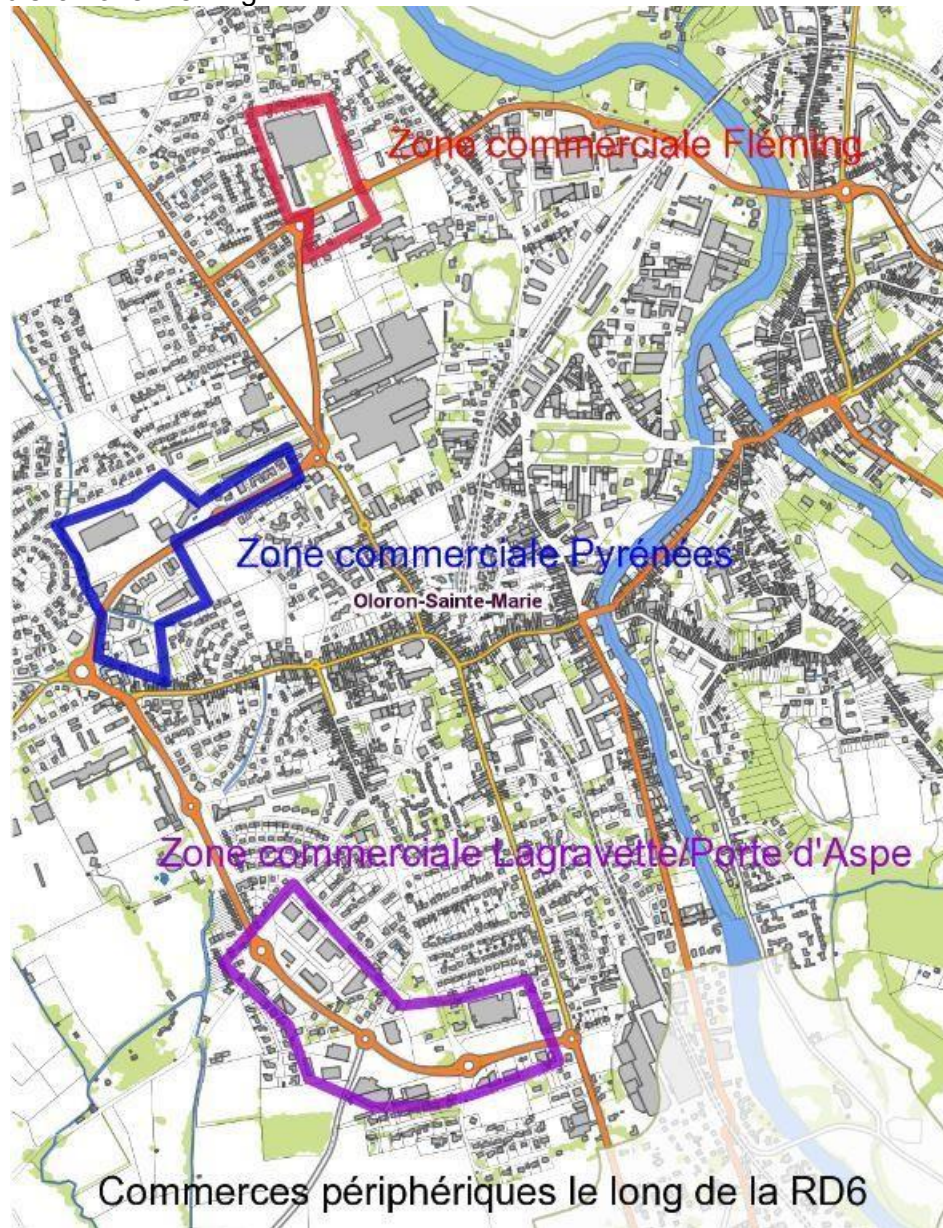 Zone commerciale Fléming
Zone commerciale Pyrénées
Oloron-Sainte-Marie
Zone commerciale Lagravette/Porte d'Aspe
Commerces périphériques le long de la RD6